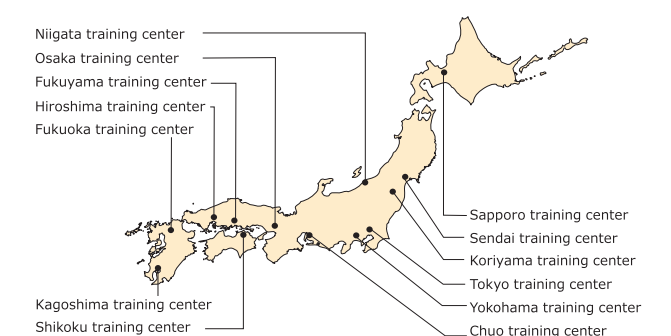 Niigata training center
Osaka training center
Fukuyama training center
Hiroshima training center
Fukuoka training center
Kagoshima training center
Shikoku training center
Sapporo training center
Sendai training center
Koriyama training center
Tokyo training center
Yokohama training center
Chuo training center